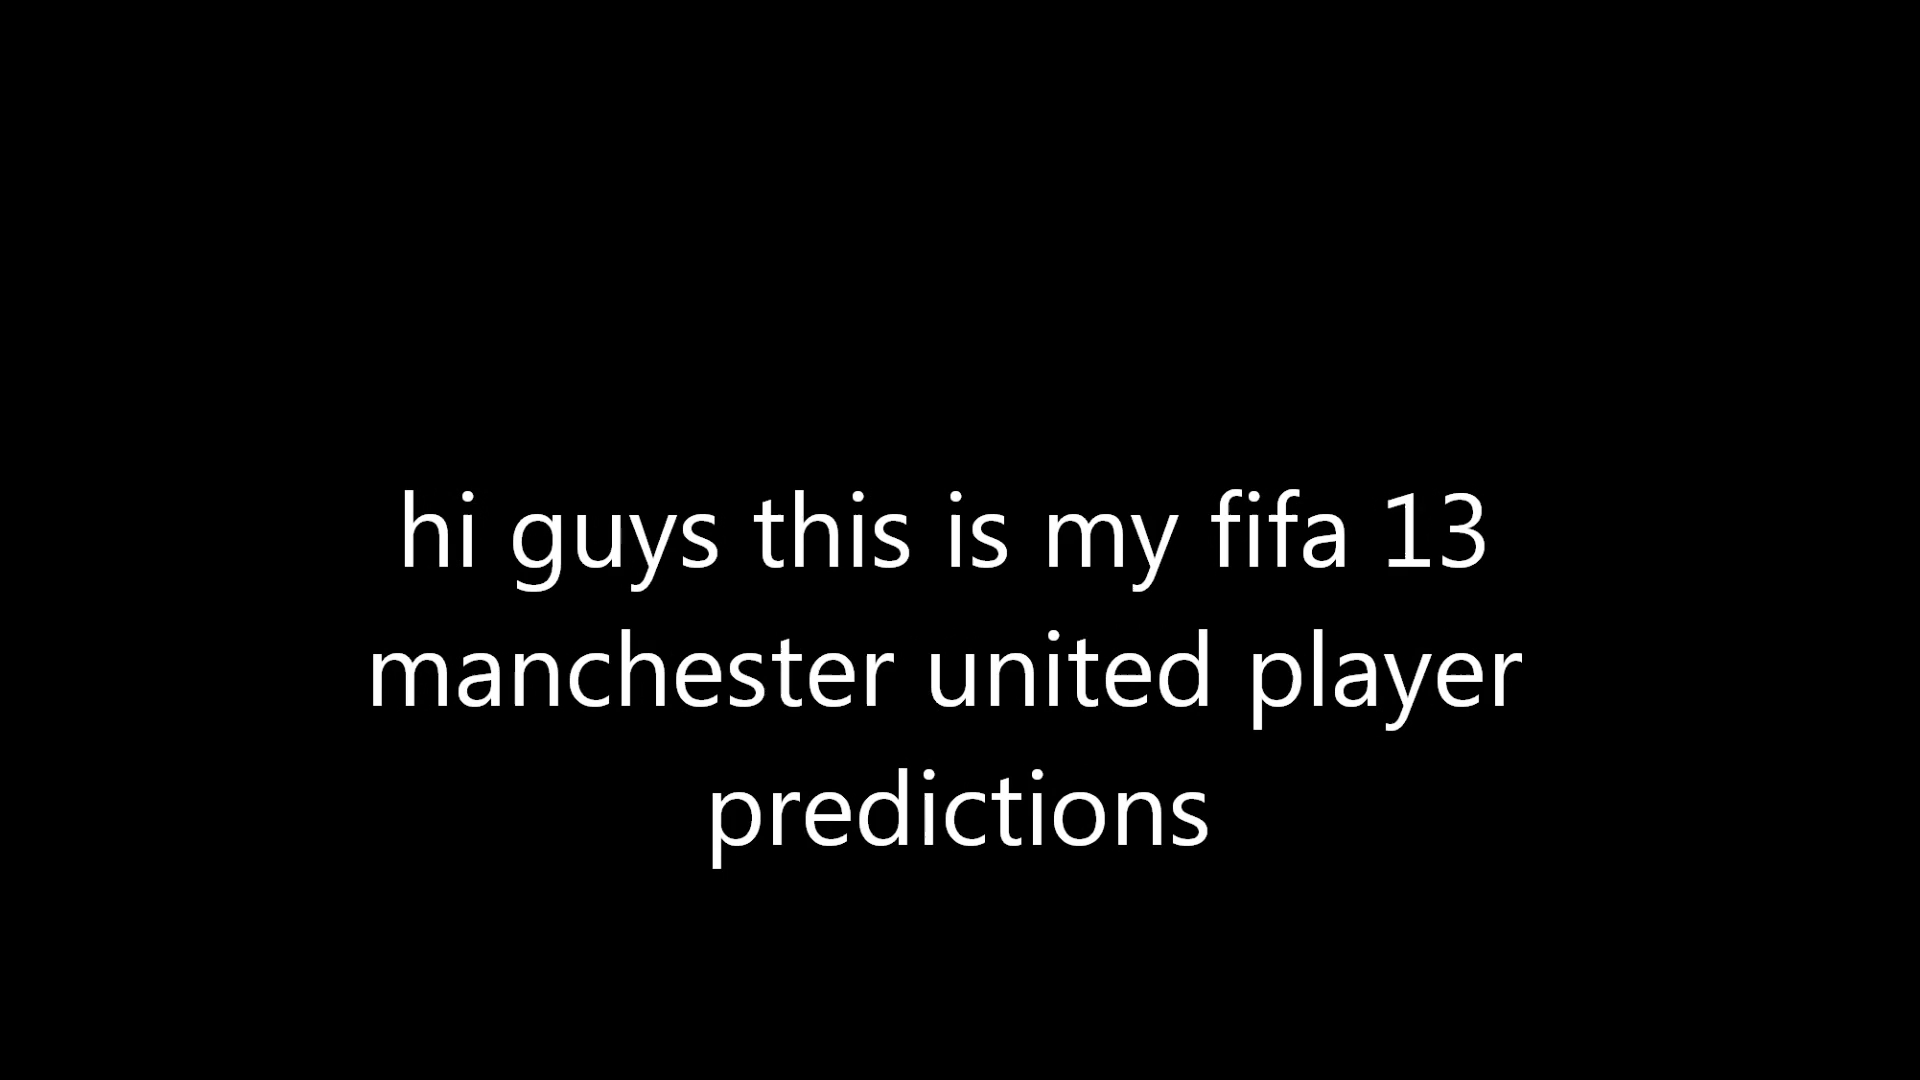 hi guys this is my fifa 13
manchester united player
predictions